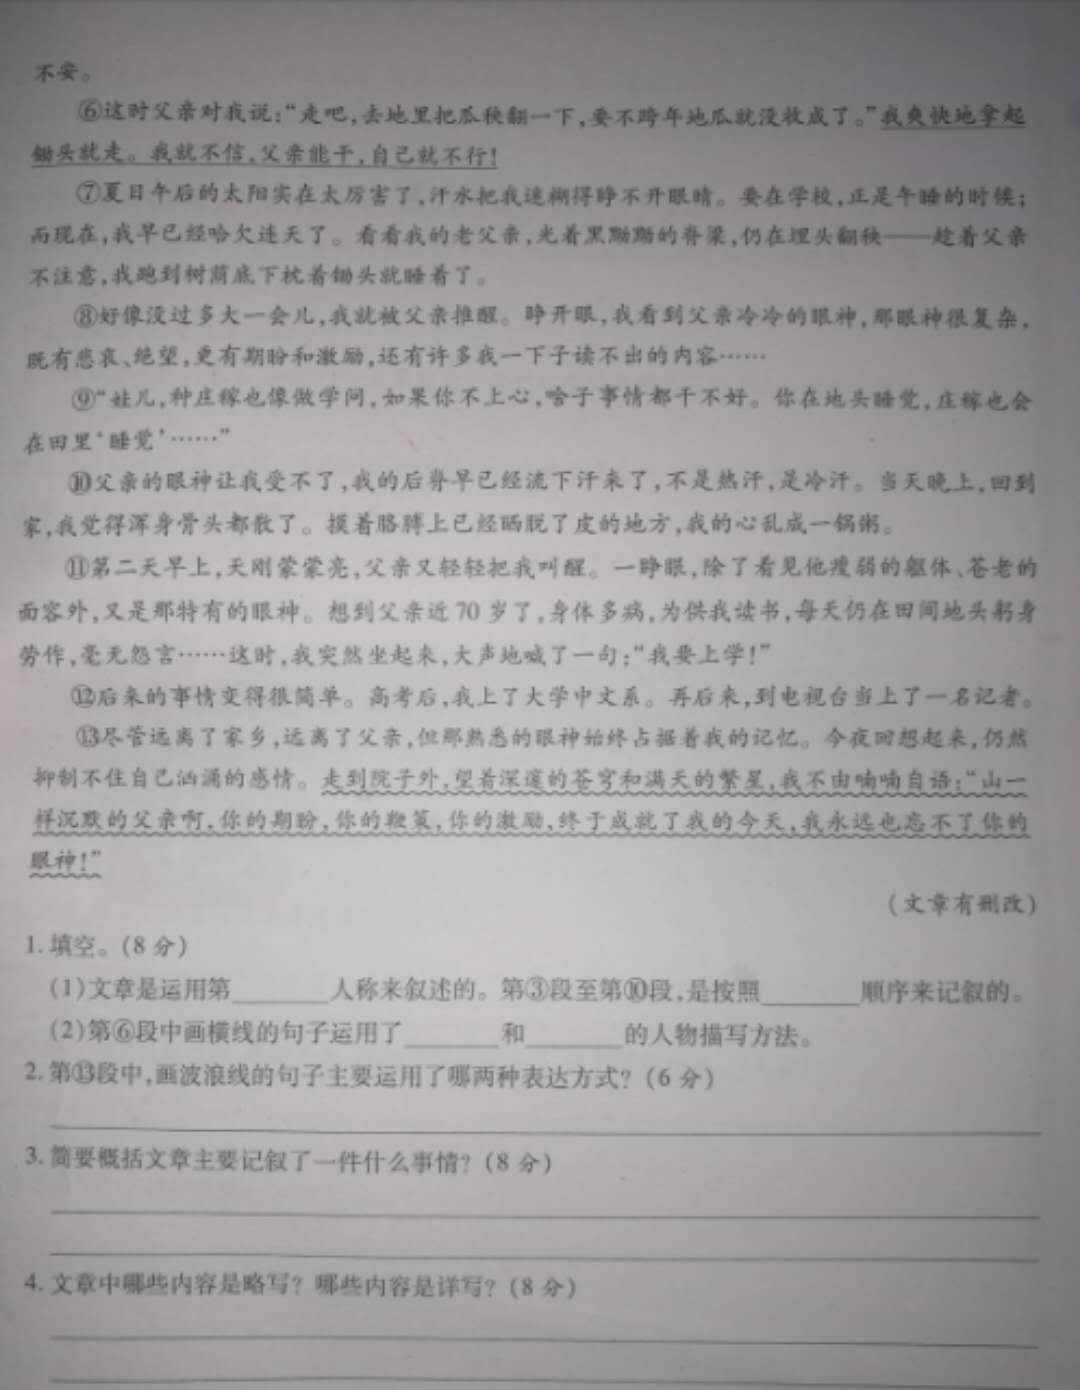 不安。
⑥这时父亲对我说:“走吧,去地里把瓜秧翻一下,要不跨年地瓜就没收成了。”我爽快地拿起
锄头就走。我就不信,父亲能干,自己就不行!
⑦夏日午后的太阳实在太厉害了,汗水把我迷糊得睁不开眼睛。要在学校,正是午睡的时候;
而现在,我早已经哈欠连天了。看看我的老父亲,光着黑黝黝的脊梁,仍在埋头翻秧——趁着父亲
不注意,我跑到树荫底下枕着锄头就睡着了。
⑧好像没过多大一会儿,我就被父亲推醒。睁开眼,我看到父亲冷冷的眼神,那眼神很复杂,
既有悲哀、绝望,更有期盼和激励,还有许多我一下子读不出的内容……
⑨“娃儿,种庄稼也像做学问,如果你不上心,啥子事情都干不好。你在地头睡觉,庄稼也会
在田里‘睡觉’……”
⑩父亲的眼神让我受不了,我的后脊早已经流下汗来了,不是热汗,是冷汗。当天晚上,回到
家,我觉得浑身骨头都散了。摸着胳膊上已经晒脱了皮的地方,我的心乱成一锅粥。
⑪第二天早上,天刚蒙蒙亮,父亲又轻轻把我叫醒。一睁眼,除了看见他瘦弱的躯体、苍老的
面容外,又是那特有的眼神。想到父亲近70岁了,身体多病,为供我读书,每天仍在田间地头躬身
劳作,毫无怨言……这时,我突然坐起来,大声地喊了一句:“我要上学!”
⑫后来的事情变得很简单。高考后,我上了大学中文系。再后来,到电视台当上了一名记者。
⑬尽管远离了家乡,远离了父亲,但那熟悉的眼神始终占据着我的记忆。今夜回想起来,仍然
抑制不住自己汹涌的感情。走到院子外,望着深邃的苍穹和满天的繁星,我不由喃喃自语:“山一
样沉默的父亲啊,你的期盼,你的鞭策,你的激励,终于成就了我的今天,我永远也忘不了你的
眼神!”
(文章有删改)
1. 填空。(8分)
(1)文章是运用第________人称来叙述的。第③段至第⑩段,是按照________顺序来记叙的。
(2)第⑥段中画横线的句子运用了________和________的人物描写方法。
2. 第⑬段中,画波浪线的句子主要运用了哪两种表达方式?(6分)
3. 简要概括文章主要记叙了一件什么事情?(8分)
4. 文章中哪些内容是略写?哪些内容是详写?(8分)